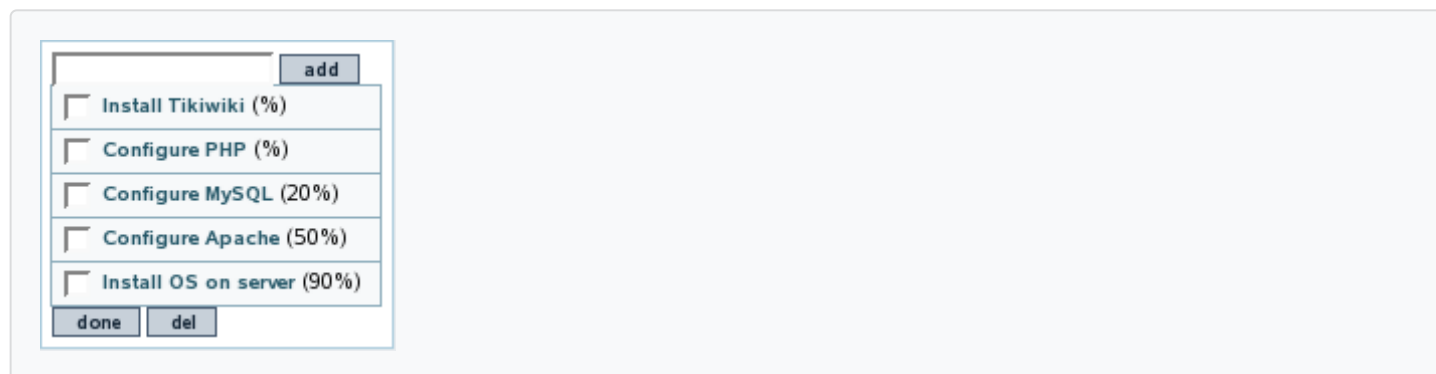 add
Install Tikiwiki (%)
Configure PHP (%)
Configure MySQL (20%)
Configure Apache (50%)
Install OS on server (90%)
done del